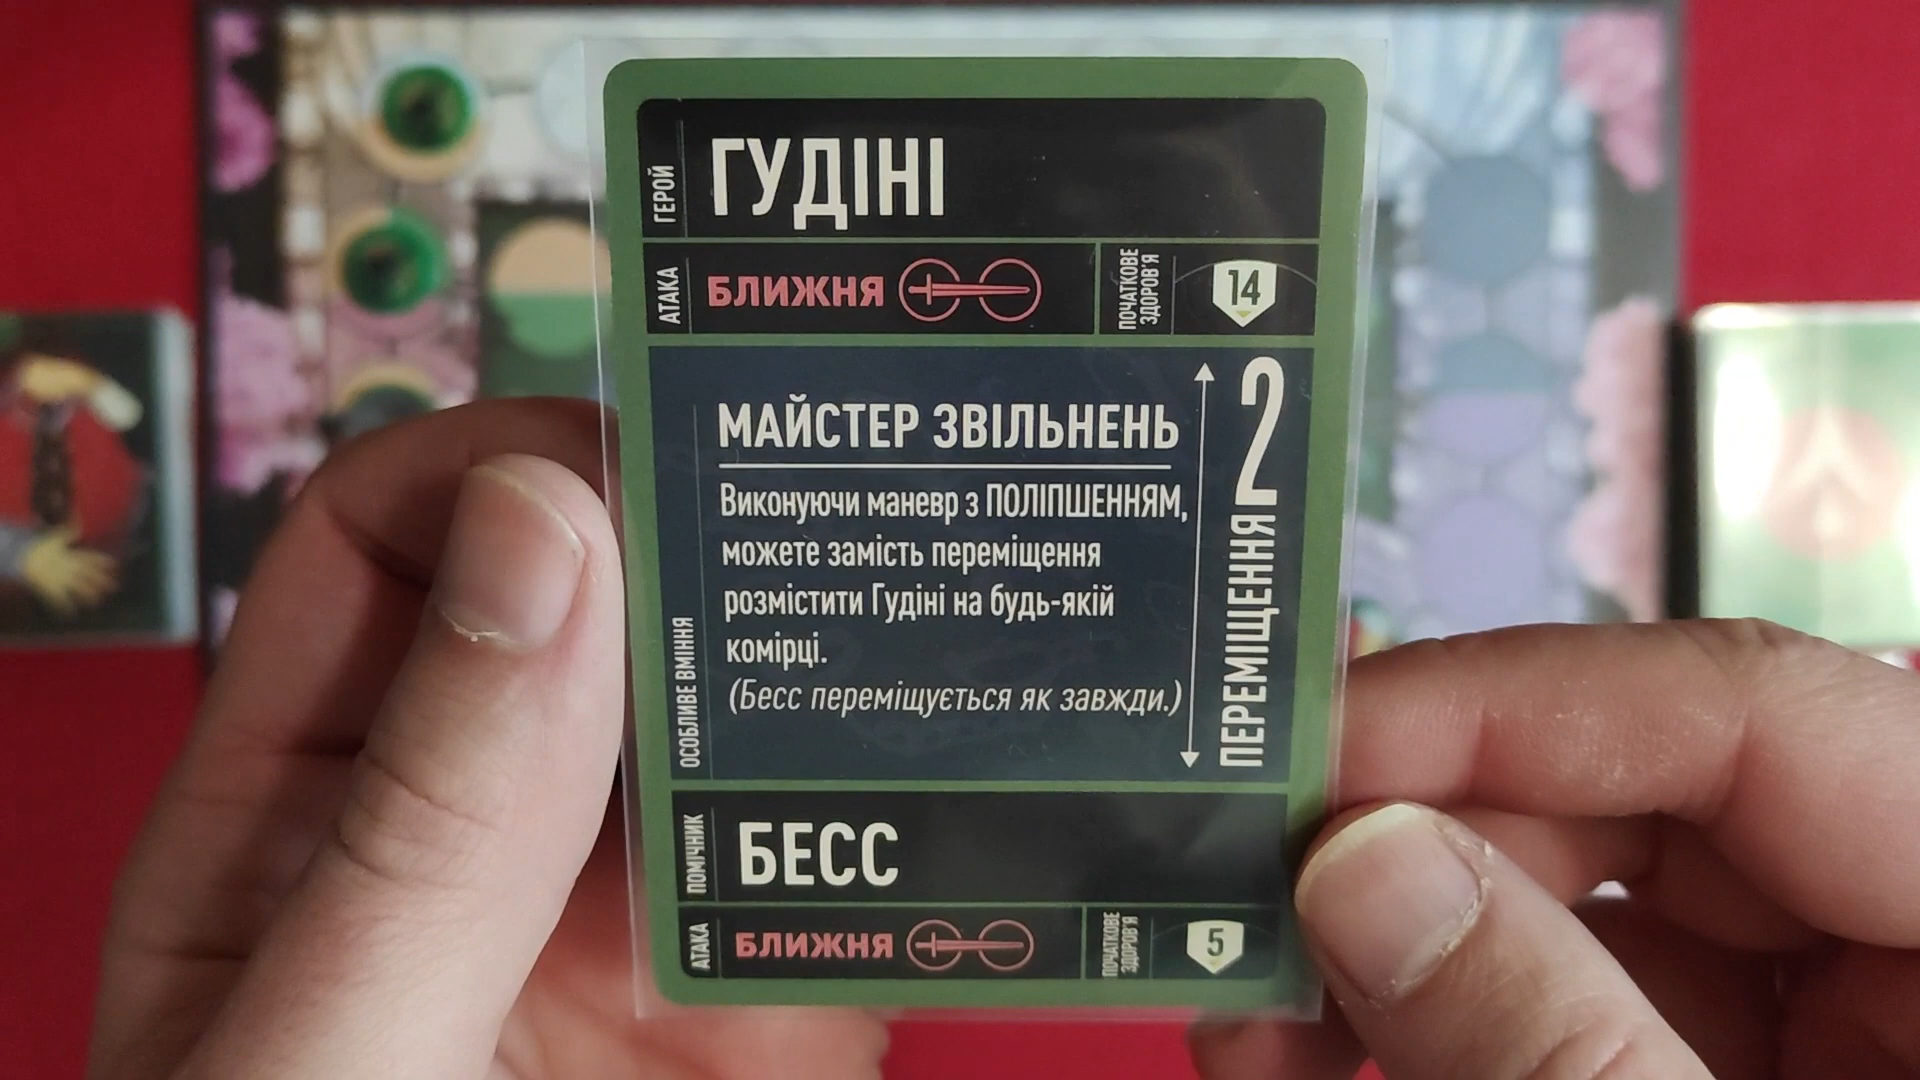 ГЕРОЙ
ГУДІНІ
АТАКА
БЛИЖНЯ
ПОЧАТКОВЕ
ЗДОРОВ'Я
14
ОСОБЛИВЕ ВМІННЯ
МАЙСТЕР ЗВІЛЬНЕНЬ
Виконуючи маневр з ПОЛІПШЕННЯМ,
можете замість переміщення
розмістити Гудіні на будь-якій
комірці.
(Бесс переміщується як завжди.)
ПЕРЕМІЩЕННЯ 2
ПОМІЧНИК
БЕСС
АТАКА
БЛИЖНЯ
ПОЧАТКОВЕ
ЗДОРОВ'Я
5